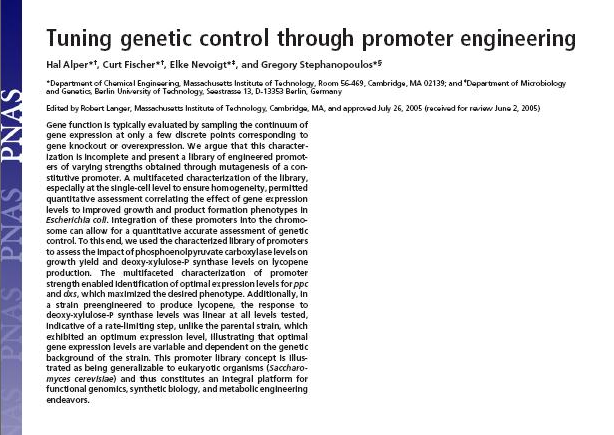 Tuning genetic control through promoter engineering
Hal Alper*†, Curt Fischer*†, Elke Nevoigt*‡, and Gregory Stephanopoulos*§
*Department of Chemical Engineering, Massachusetts Institute of Technology, Room 56-469, Cambridge, MA 02139; and ‡Department of Microbiology
and Genetics, Berlin University of Technology, Seestrasse 13, D-13353 Berlin, Germany
Edited by Robert Langer, Massachusetts Institute of Technology, Cambridge, MA, and approved July 26, 2005 (received for review June 2, 2005)
Gene function is typically evaluated by sampling the continuum of
gene expression at only a few discrete points corresponding to
gene knockout or overexpression. We argue that this character-
ization is incomplete and present a library of engineered promot-
ers of varying strengths obtained through mutagenesis of a con-
stitutive promoter. A multifaceted characterization of the library,
especially at the single-cell level to ensure homogeneity, permitted
quantitative assessment correlating the effect of gene expression
levels to improved growth and product formation phenotypes in
Escherichia coli. Integration of these promoters into the chromo-
some can allow for a quantitative accurate assessment of genetic
control. To this end, we used the characterized library of promoters
to assess the impact of phosphoenolpyruvate carboxylase levels on
growth yield and deoxy-xylulose-P synthase levels on lycopene
production. The multifaceted characterization of promoter
strength enabled identification of optimal expression levels for ppc
and dxs, which maximized the desired phenotype. Additionally, in
a strain preengineered to produce lycopene, the response to
deoxy-xylulose-P synthase levels was linear at all levels tested,
indicative of a rate-limiting step, unlike the parental strain, which
exhibited an optimum expression level, illustrating that optimal
gene expression levels are variable and dependent on the genetic
background of the strain. This promoter library concept is illus-
trated as being generalizable to eukaryotic organisms (Saccharo-
myces cerevisiae) and thus constitutes an integral platform for
functional genomics, synthetic biology, and metabolic engineering
endeavors.
PNAS
PNAS
PNAS
PNAS